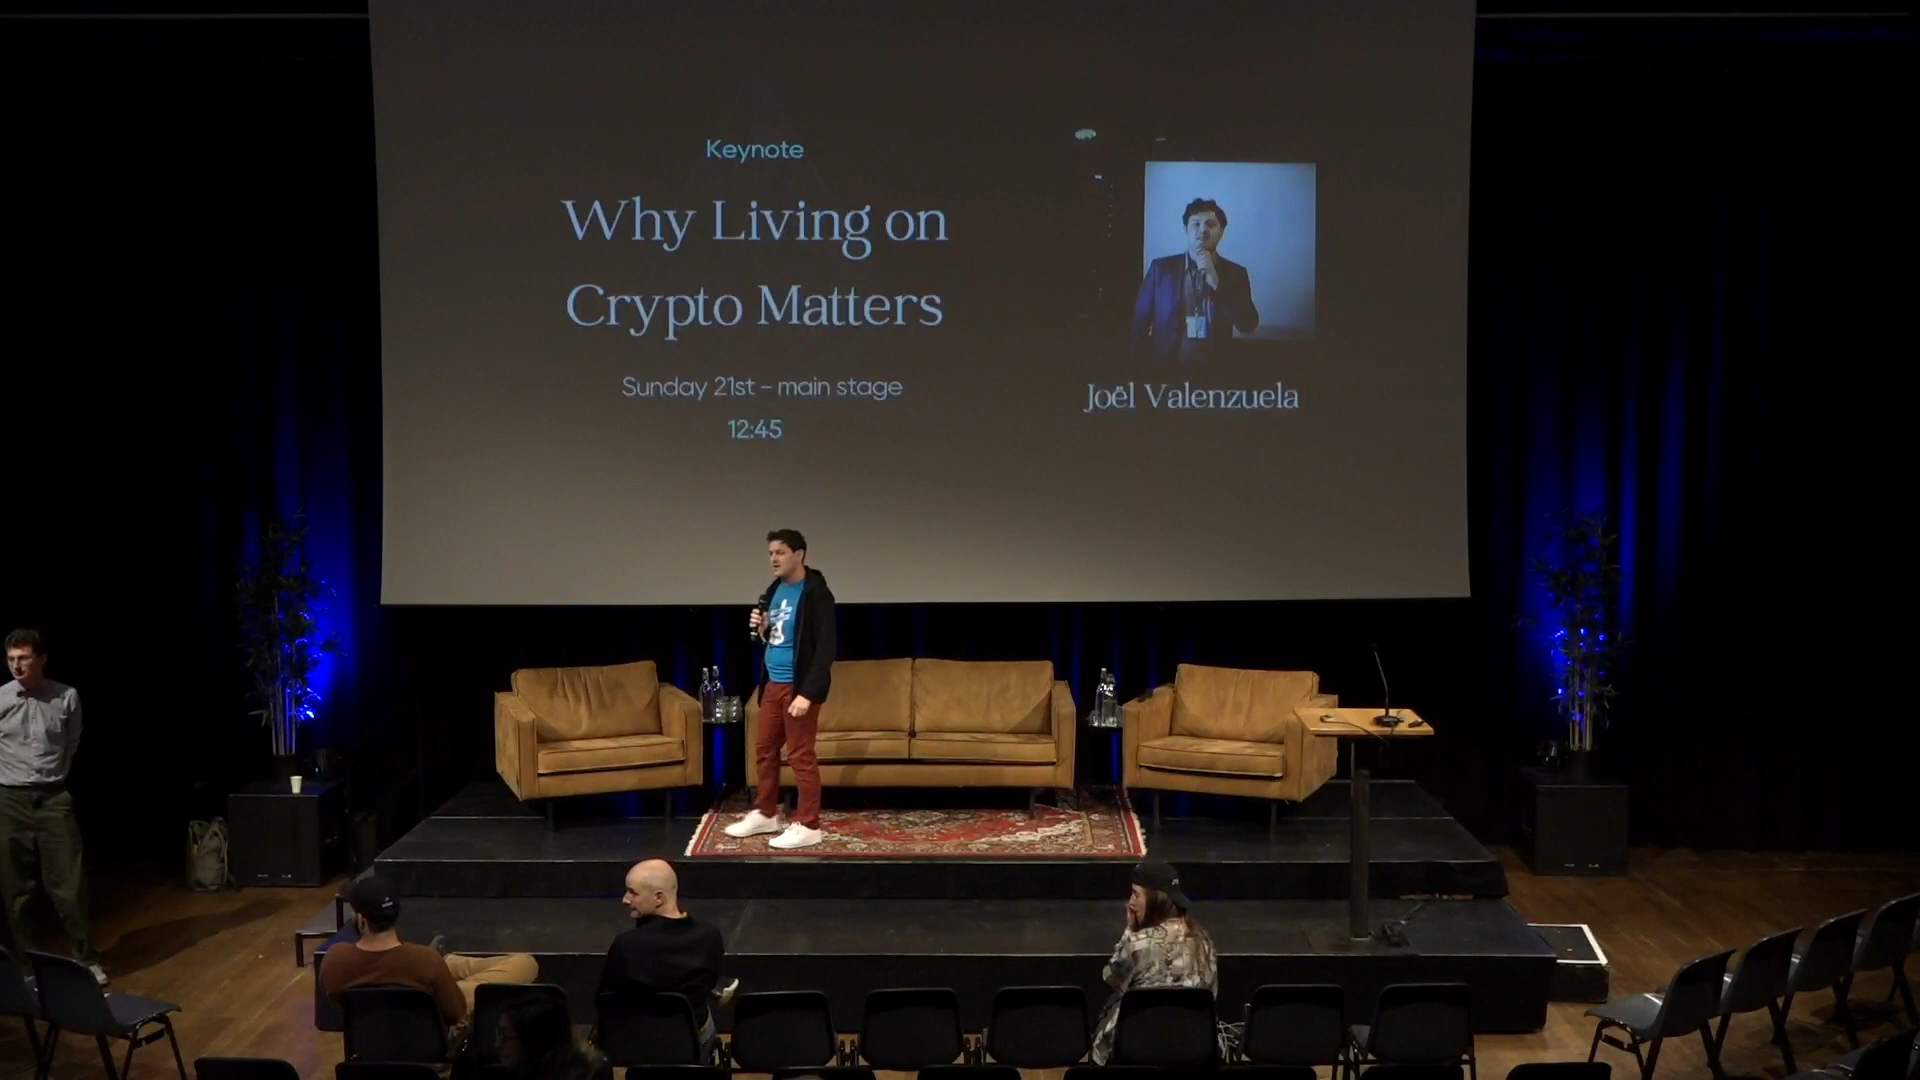 Keynote
Why Living on
Crypto Matters
Sunday 21st – main stage
12:45
Joël Valenzuela